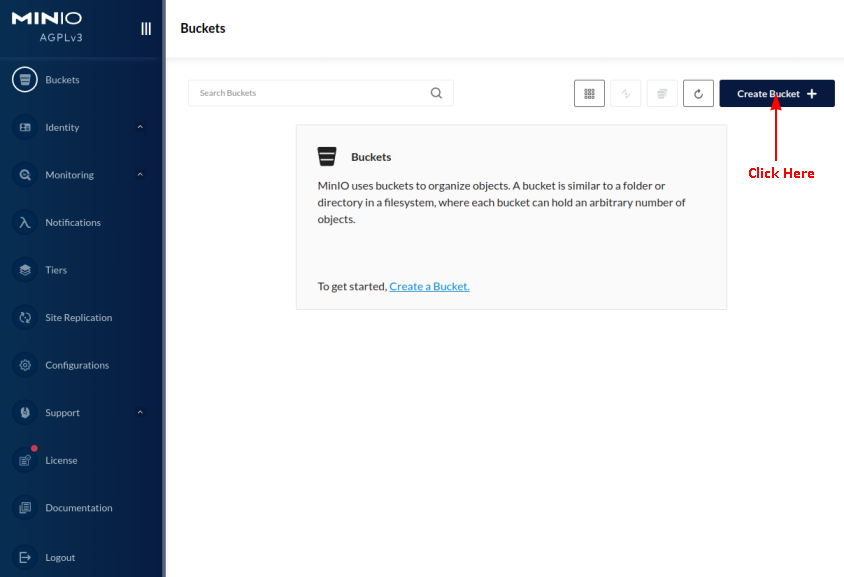 MINIO
AGPLv3
Buckets
Identity
Monitoring
Notifications
Tiers
Site Replication
Configurations
Support
License
Documentation
Logout
Buckets
Search Buckets
Create Bucket
Click Here
Buckets
MinIO uses buckets to organize objects. A bucket is similar to a folder or
directory in a filesystem, where each bucket can hold an arbitrary number of
objects.
To get started, Create a Bucket.